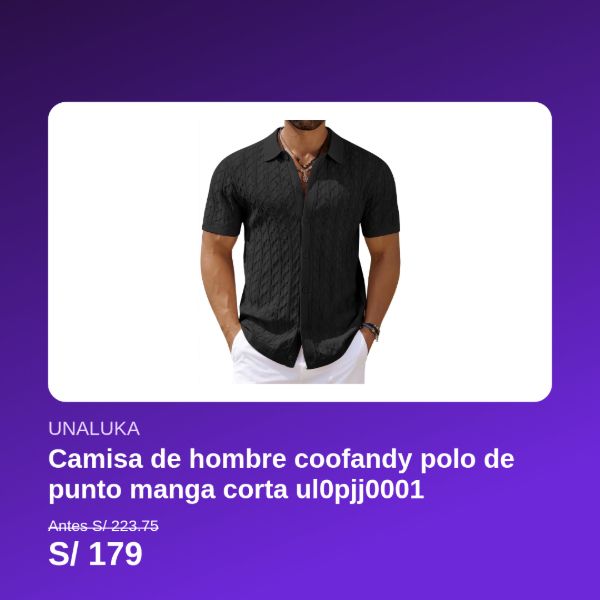 UNALUKA
Camisa de hombre coofandy polo de
punto manga corta ul0pjj0001
Antes S/ 223.75
S/ 179